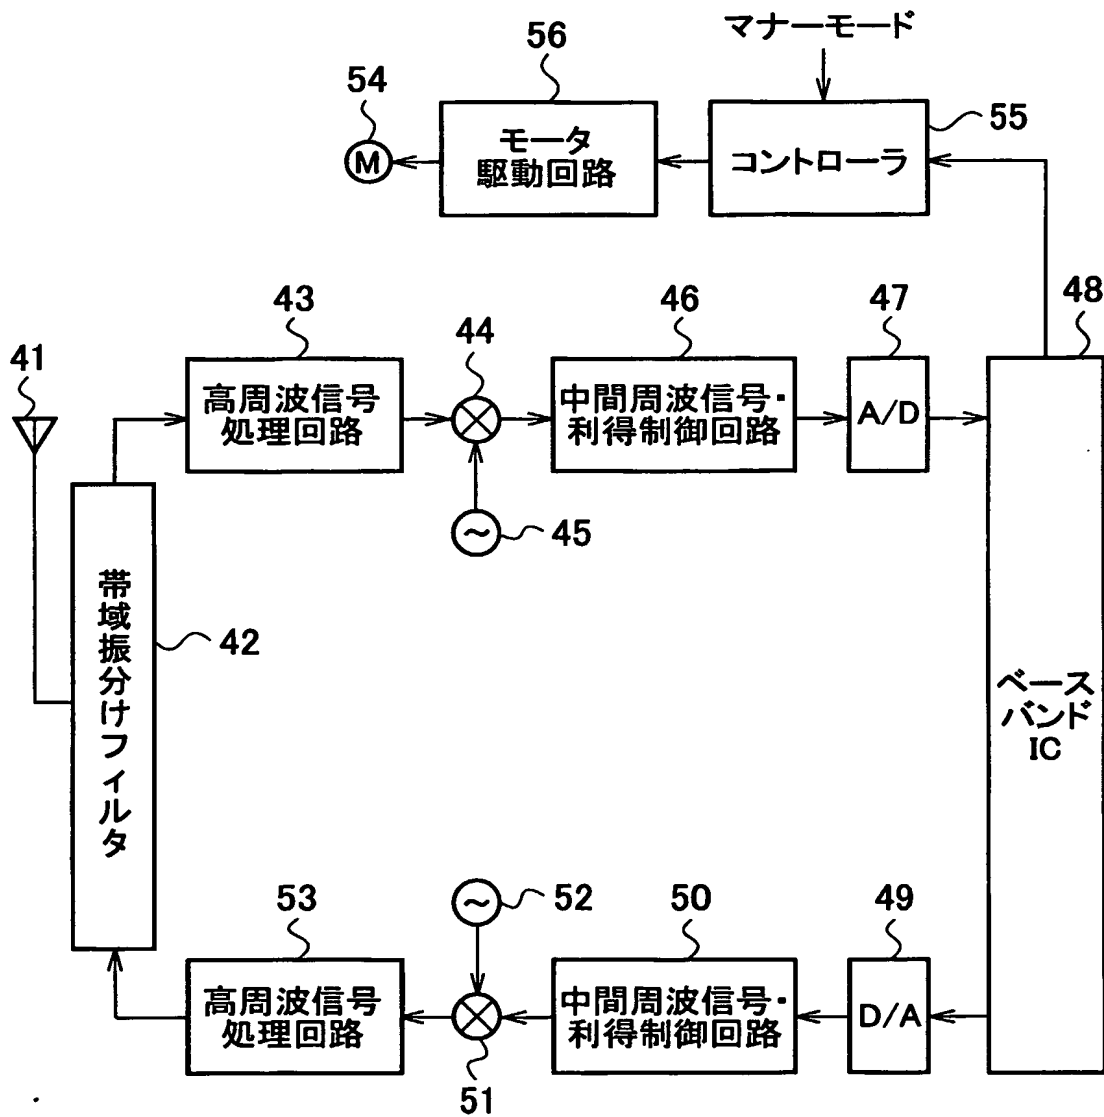 マナーモード
56
54
55
M
モータ
駆動回路
コントローラ
43
44
46
47
48
41
高周波信号
処理回路
中間周波信号・
利得制御回路
A/D
~
45
帯域振分けフィルタ
42
ベース
バンド
IC
~
52
53
50
49
高周波信号
処理回路
中間周波信号・
利得制御回路
D/A
51